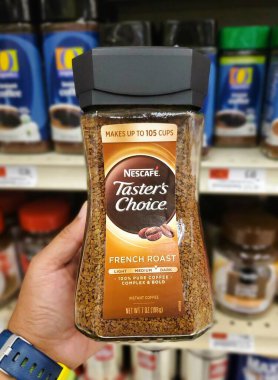 MAKES UP TO 105 CUPS
NESCAFÉ
Taster's
Choice
FRENCH ROAST
LIGHT MEDIUM DARK
100% PURE COFFEE
COMPLEX & BOLD
INSTANT COFFEE
NET WT 7 OZ (198g)